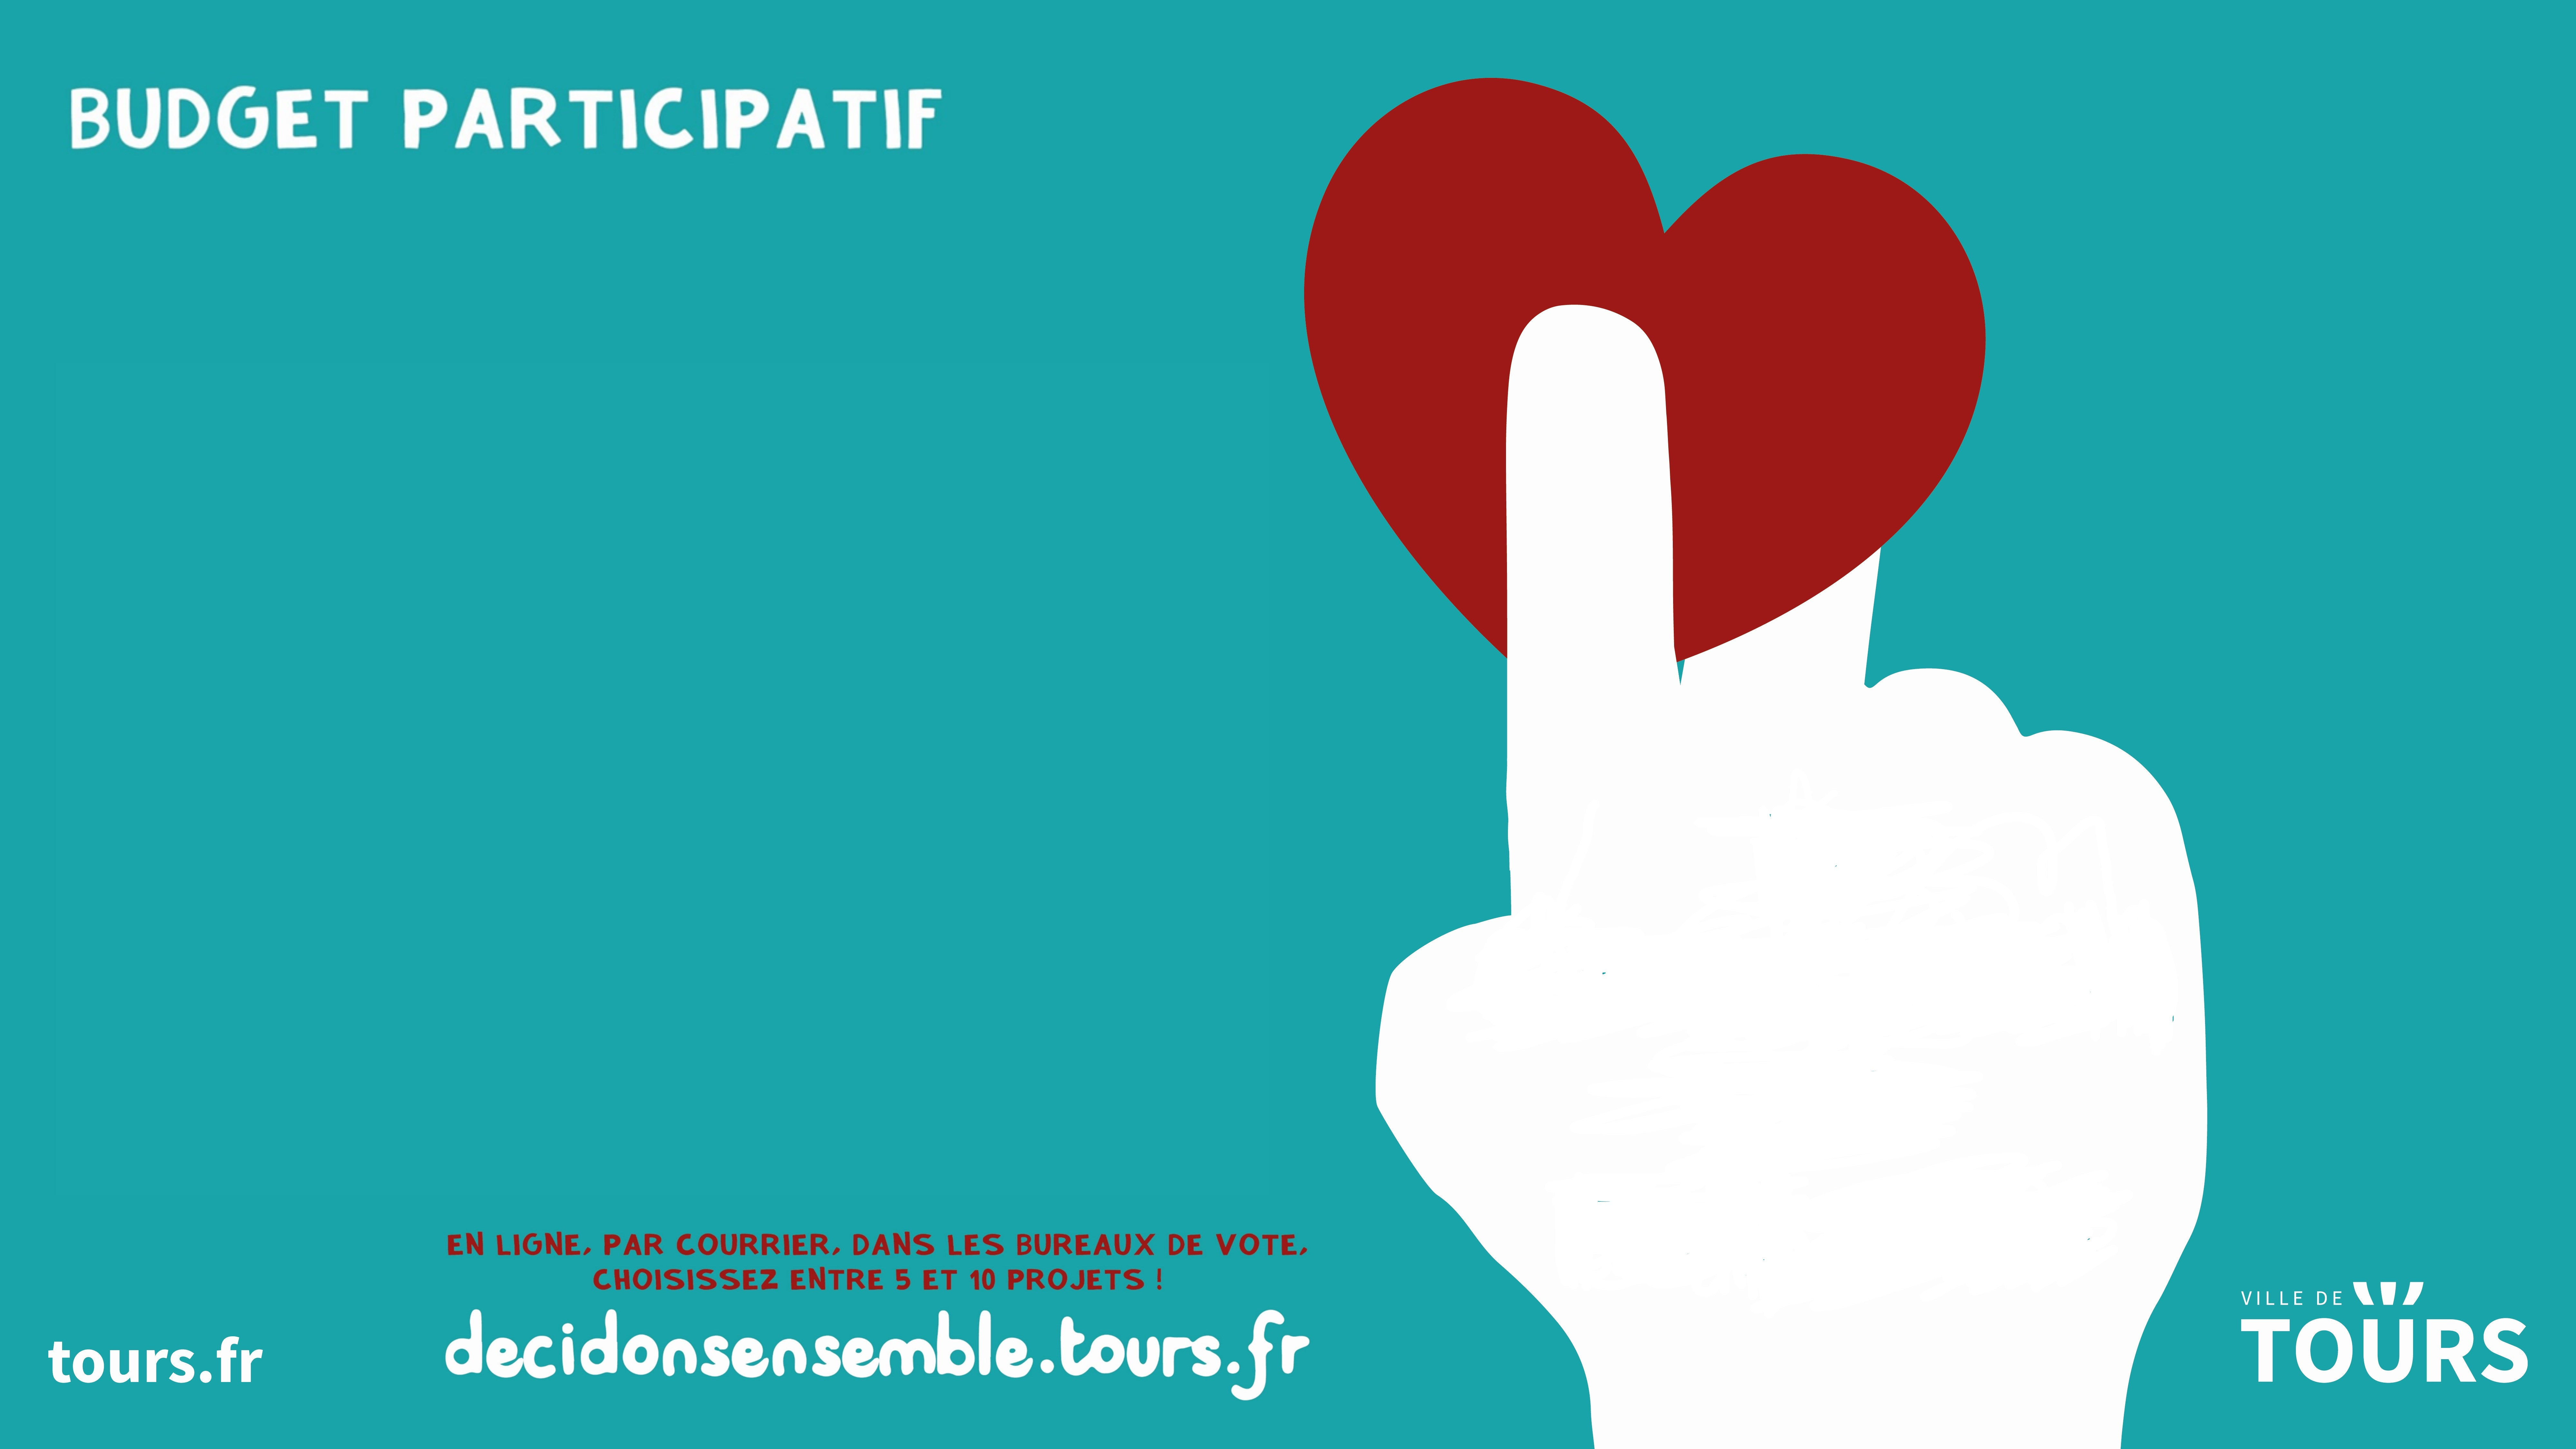 BUDGET PARTICIPATIF
EN LIGNE, PAR COURRIER, DANS LES BUREAUX DE VOTE,
CHOISISSEZ ENTRE 5 ET 10 PROJETS !
decidonsensemble.tours.fr
tours.fr
VILLE DE
TOURS